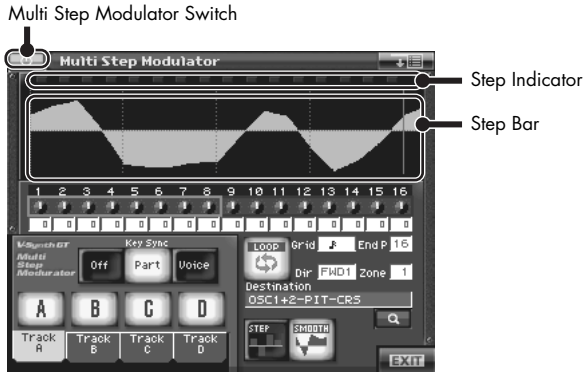 Multi Step Modulator Switch
Multi Step Modulator
Step Indicator
Step Bar
1 2 3 4 5 6 7 8 9 10 11 12 13 14 15 16
0 0 0 0 0 0 0 0 0 0 0 0 0 0 0 0
V-Synth GT
Multi
Step
Modurator
Key Sync
Off Part Voice
LOOP Grid End P 16
Dir FWD1 Zone 1
Destination
OSC1+2-PIT-CRS
A B C D
STEP SMOOTH
Track A
Track B
Track C
Track D
EXIT